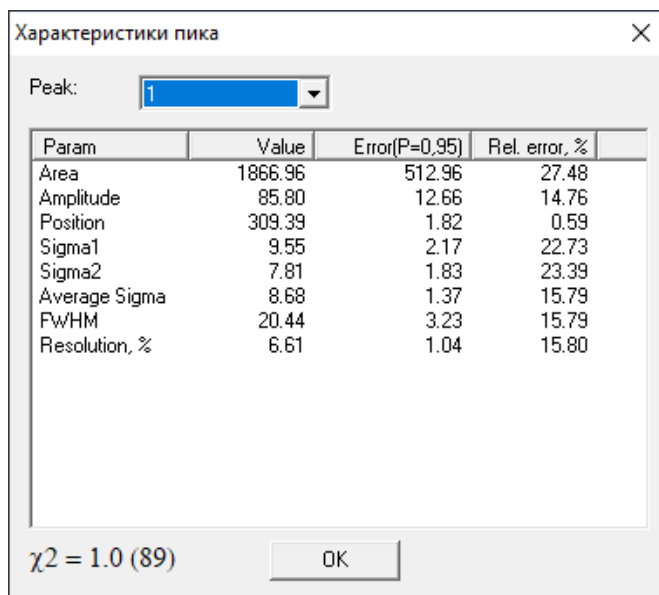 Характеристики пика
Peak: 1
Param Value Error(P=0,95) Rel. error, %
Area 1866.96 512.96 27.48
Amplitude 85.80 12.66 14.76
Position 309.39 1.82 0.59
Sigma1 9.55 2.17 22.73
Sigma2 7.81 1.83 23.39
Average Sigma 8.68 1.37 15.79
FWHM 20.44 3.23 15.79
Resolution, % 6.61 1.04 15.80
χ2 = 1.0 (89) OK